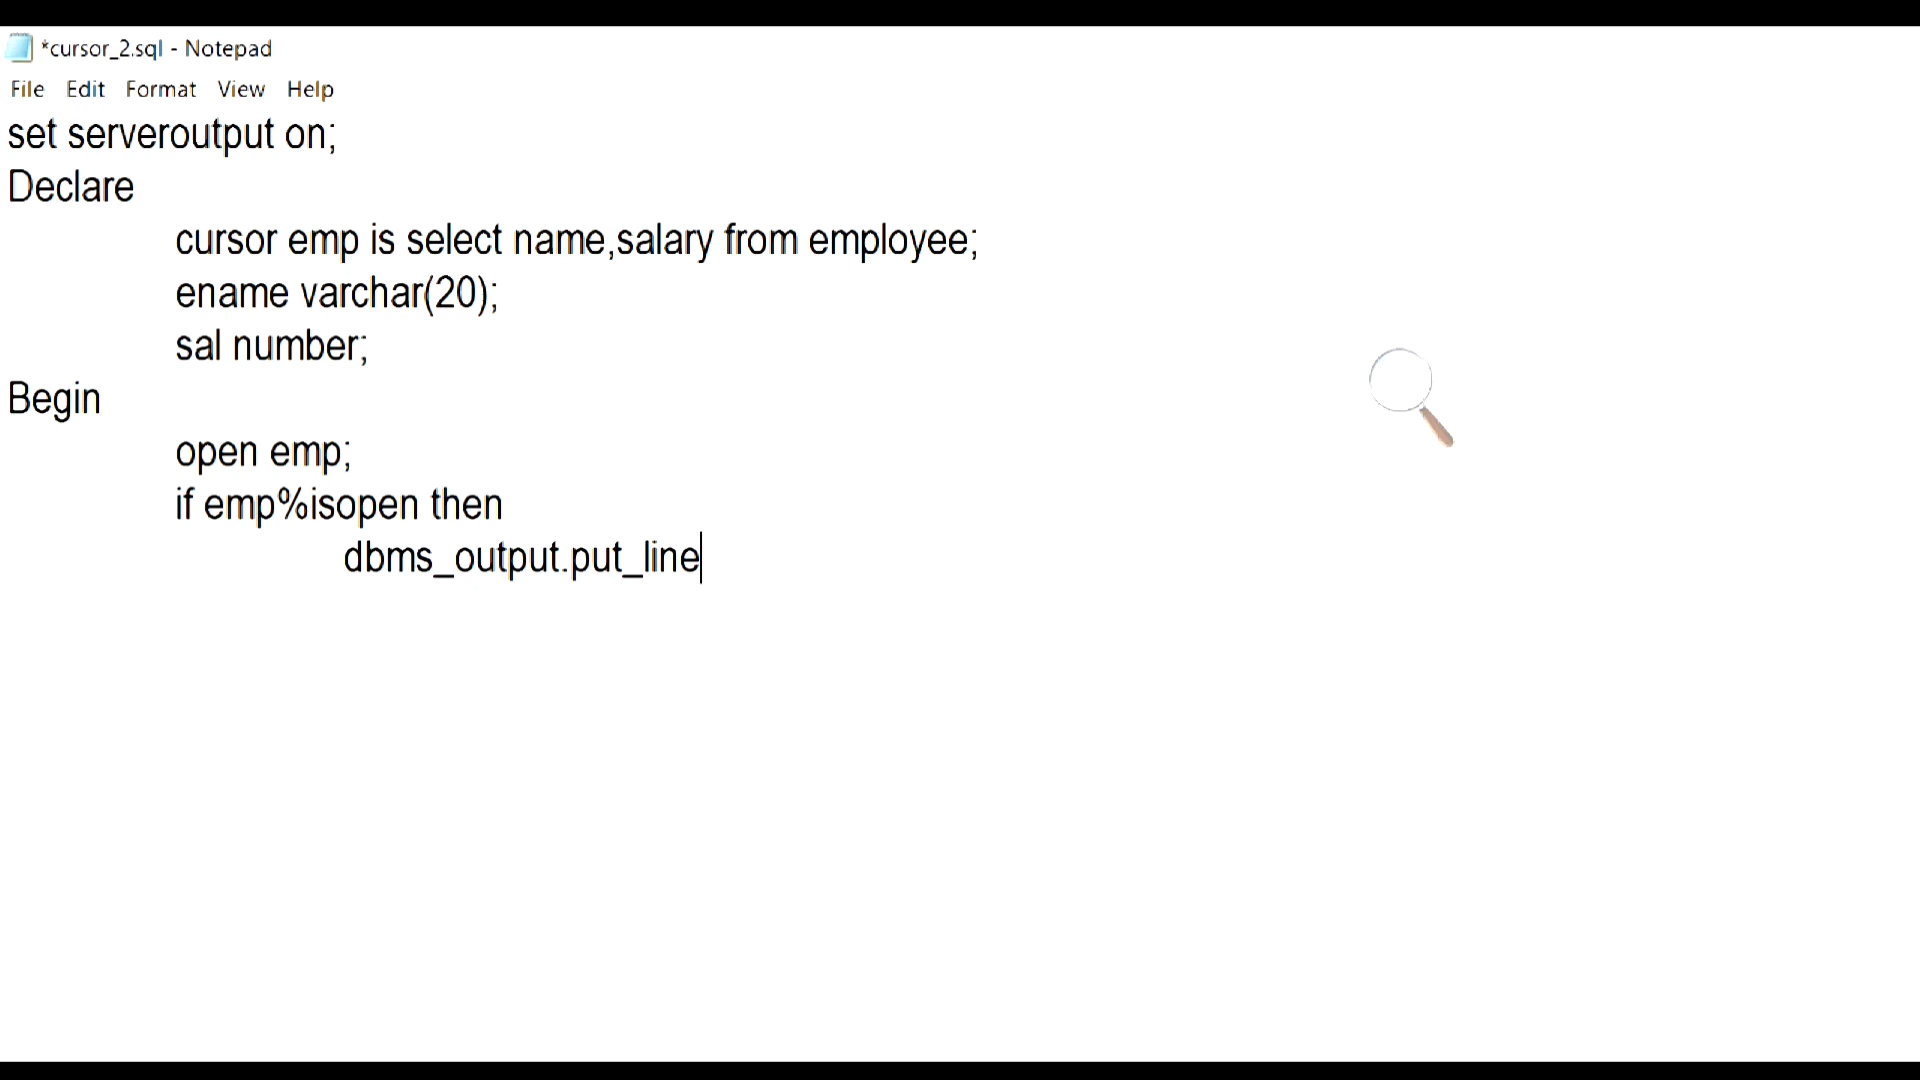 *cursor_2.sql - Notepad
File Edit Format View Help
set serveroutput on;
Declare
cursor emp is select name,salary from employee;
ename varchar(20);
sal number;
Begin
open emp;
if emp%isopen then
dbms_output.put_line